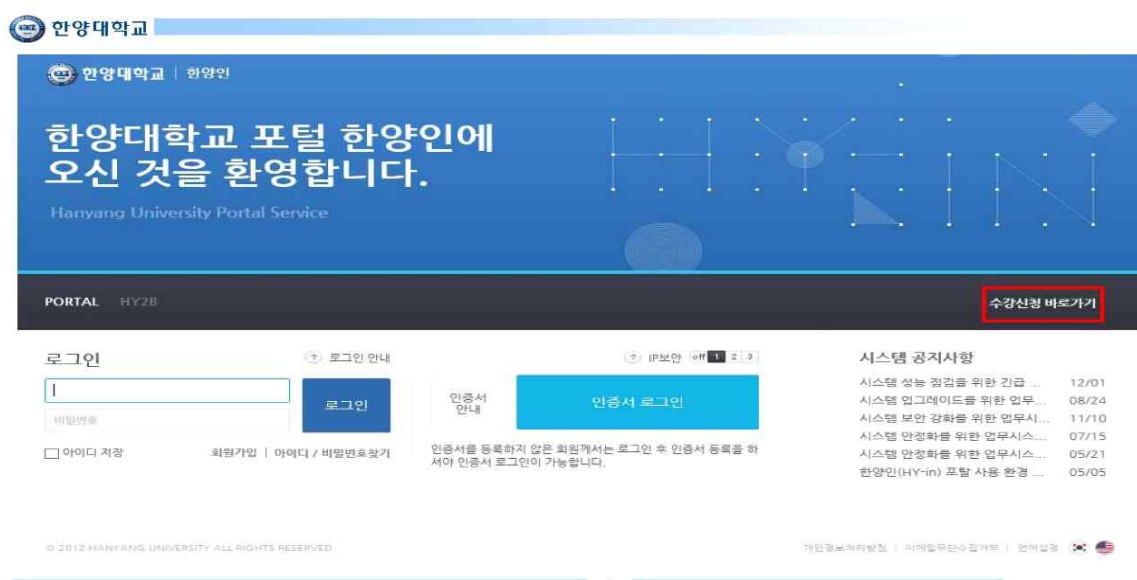 한양대학교
한양대학교 | 한양인
한양대학교 포털 한양인에
오신 것을 환영합니다.
Hanyang University Portal Service
PORTAL HY28
수강신청 바로가기
로그인
? 로그인 안내
비밀번호
로그인
아이디 저장
회원가입 | 아이디 / 비밀번호찾기
? IP보안 off 1 2 3
인증서
안내
인증서 로그인
인증서를 등록하지 않은 회원께서는 로그인 후 인증서 등록을 하
셔야 인증서 로그인이 가능합니다.
시스템 공지사항
시스템 성능 점검을 위한 긴급 ... 12/01
시스템 업그레이드를 위한 업무... 08/24
시스템 보안 강화를 위한 업무시... 11/10
시스템 안정화를 위한 업무시스... 07/15
시스템 안정화를 위한 업무시스... 05/21
한양인(HY-in) 포탈 사용 환경 ... 05/05
© 2012 HANYANG UNIVERSITY ALL RIGHTS RESERVED.
개인정보처리방침 | 이메일무단수집거부 | 언어설정